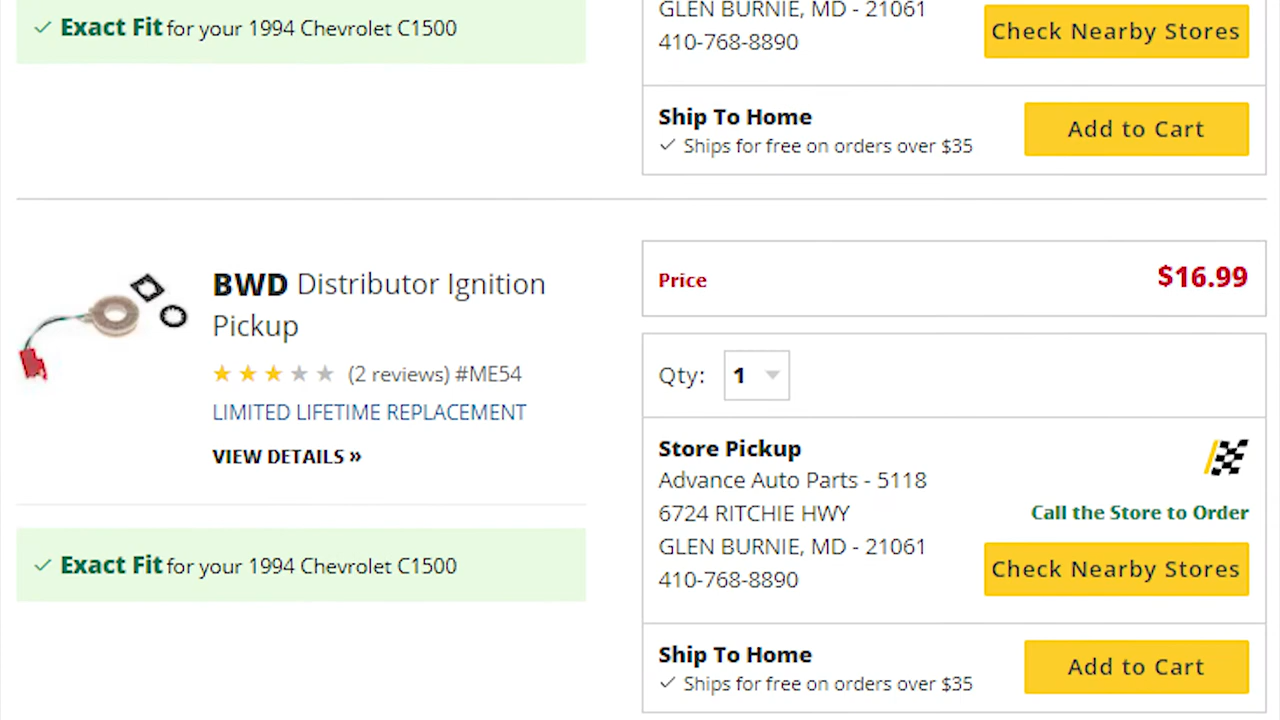 ✓ Exact Fit for your 1994 Chevrolet C1500
GLEN BURNIE, MD - 21061
410-768-8890
Check Nearby Stores
Ship To Home
✓ Ships for free on orders over $35
Add to Cart
BWD Distributor Ignition
Pickup
(2 reviews) #ME54
LIMITED LIFETIME REPLACEMENT
VIEW DETAILS »
✓ Exact Fit for your 1994 Chevrolet C1500
Price $16.99
Qty: 1
Store Pickup
Advance Auto Parts - 5118
6724 RITCHIE HWY
GLEN BURNIE, MD - 21061
410-768-8890
Call the Store to Order
Check Nearby Stores
Ship To Home
✓ Ships for free on orders over $35
Add to Cart